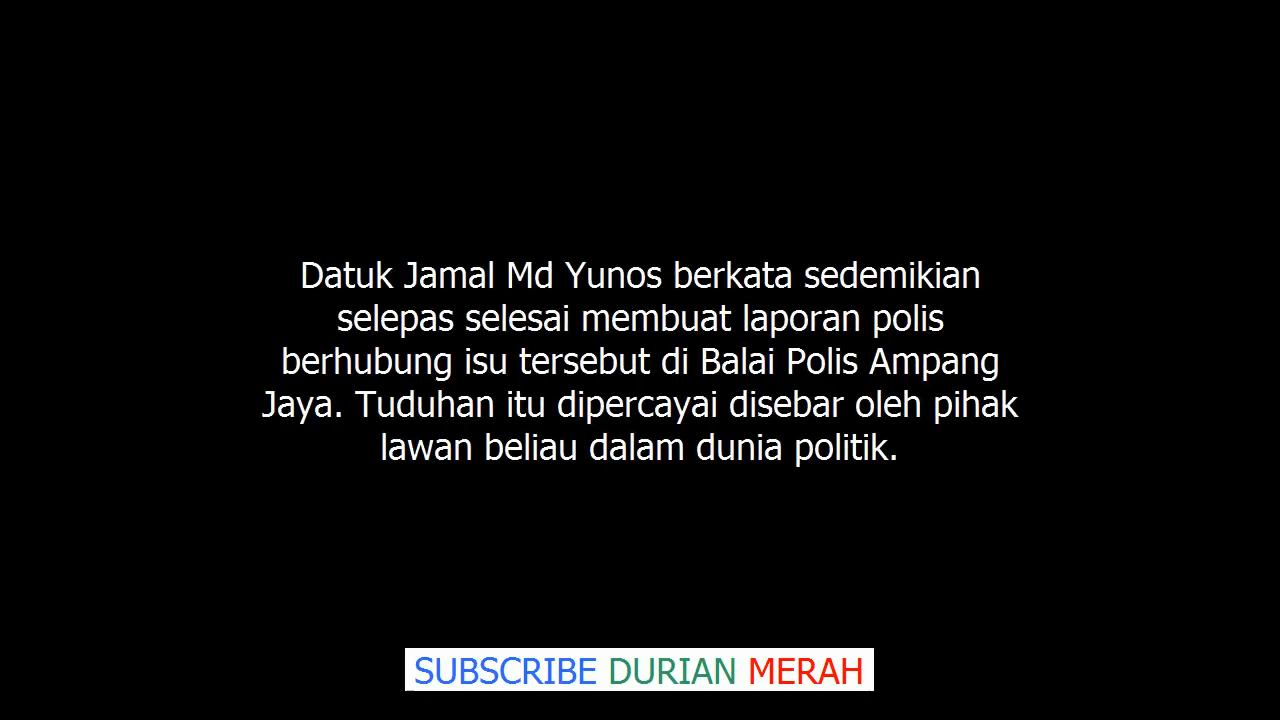 Datuk Jamal Md Yunos berkata sedemikian
selepas selesai membuat laporan polis
berhubung isu tersebut di Balai Polis Ampang
Jaya. Tuduhan itu dipercayai disebar oleh pihak
lawan beliau dalam dunia politik.
SUBSCRIBE DURIAN MERAH